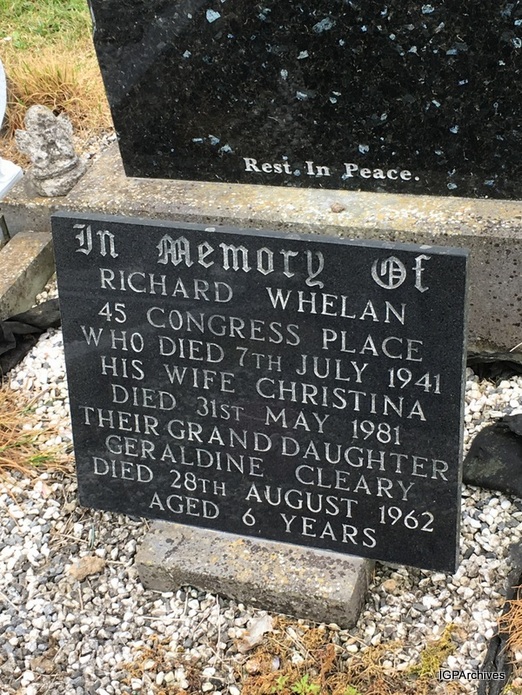 Rest In Peace.
In Memory Of
RICHARD WHELAN
45 CONGRESS PLACE
WHO DIED 7TH JULY 1941
HIS WIFE CHRISTINA
DIED 31ST MAY 1981
THEIR GRAND DAUGHTER
GERALDINE CLEARY
DIED 28TH AUGUST 1962
AGED 6 YEARS
IGPArchives